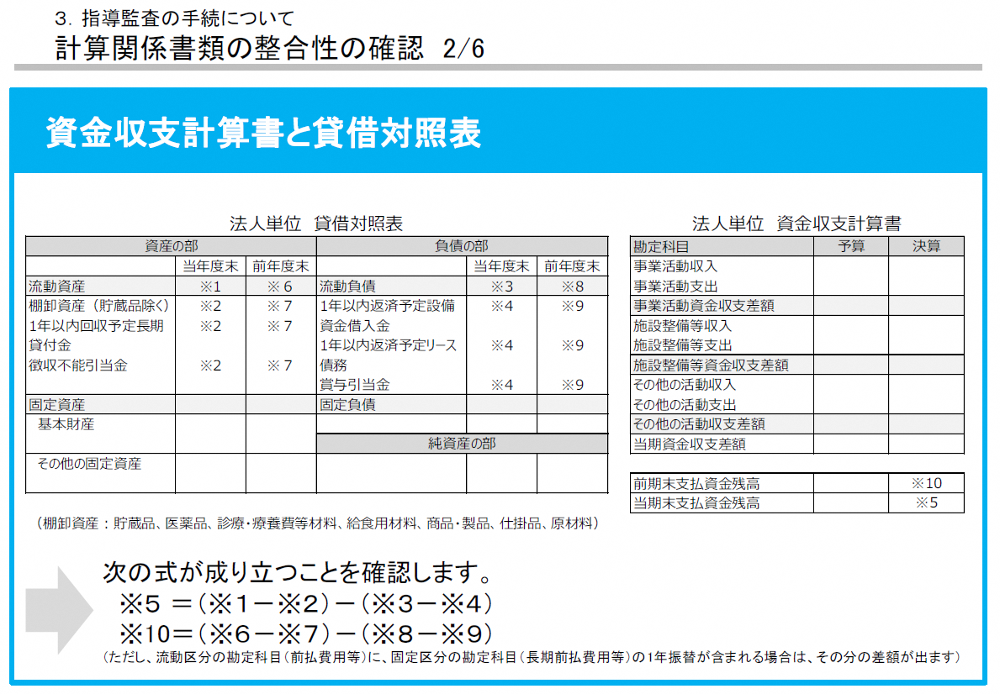 ３．指導監査の手続について
計算関係書類の整合性の確認 2/6
資金収支計算書と貸借対照表
法人単位　貸借対照表
資産の部 負債の部
当年度末 前年度末 当年度末 前年度末
流動資産 ※1 ※6 流動負債 ※3 ※8
棚卸資産（貯蔵品除く） ※2 ※7 1年以内返済予定設備
1年以内回収予定長期 ※2 ※7 資金借入金 ※4 ※9
貸付金 1年以内返済予定リース ※4 ※9
徴収不能引当金 ※2 ※7 債務
賞与引当金 ※4 ※9
固定資産 固定負債
基本財産
純資産の部
その他の固定資産
（棚卸資産：貯蔵品、医薬品、診療・療養費等材料、給食用材料、商品・製品、仕掛品、原材料）
法人単位　資金収支計算書
勘定科目 予算 決算
事業活動収入
事業活動支出
事業活動資金収支差額
施設整備等収入
施設整備等支出
施設整備等資金収支差額
その他の活動収入
その他の活動支出
その他の活動収支差額
当期資金収支差額
前期末支払資金残高 ※10
当期末支払資金残高 ※5
次の式が成り立つことを確認します。
※5 ＝（※1－※2）－（※3－※4）
※10＝（※6－※7）－（※8－※9）
（ただし、流動区分の勘定科目（前払費用等）に、固定区分の勘定科目（長期前払費用等）の1年振替が含まれる場合は、その分の差額が出ます）